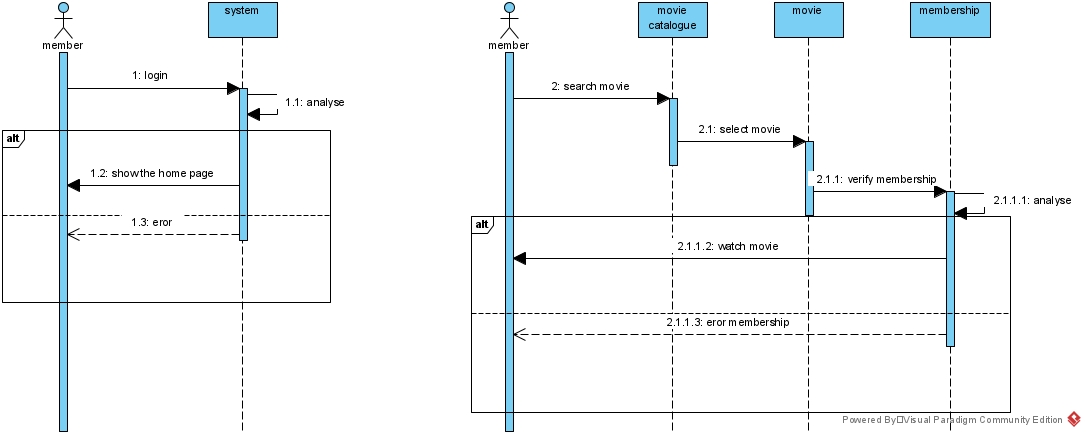 member
system
1: login
1.1: analyse
alt
1.2: show the home page
1.3: eror
member
movie
catalogue
movie
membership
2: search movie
2.1: select movie
2.1.1: verify membership
2.1.1.1: analyse
alt
2.1.1.2: watch movie
2.1.1.3: eror membership
Powered By Visual Paradigm Community Edition